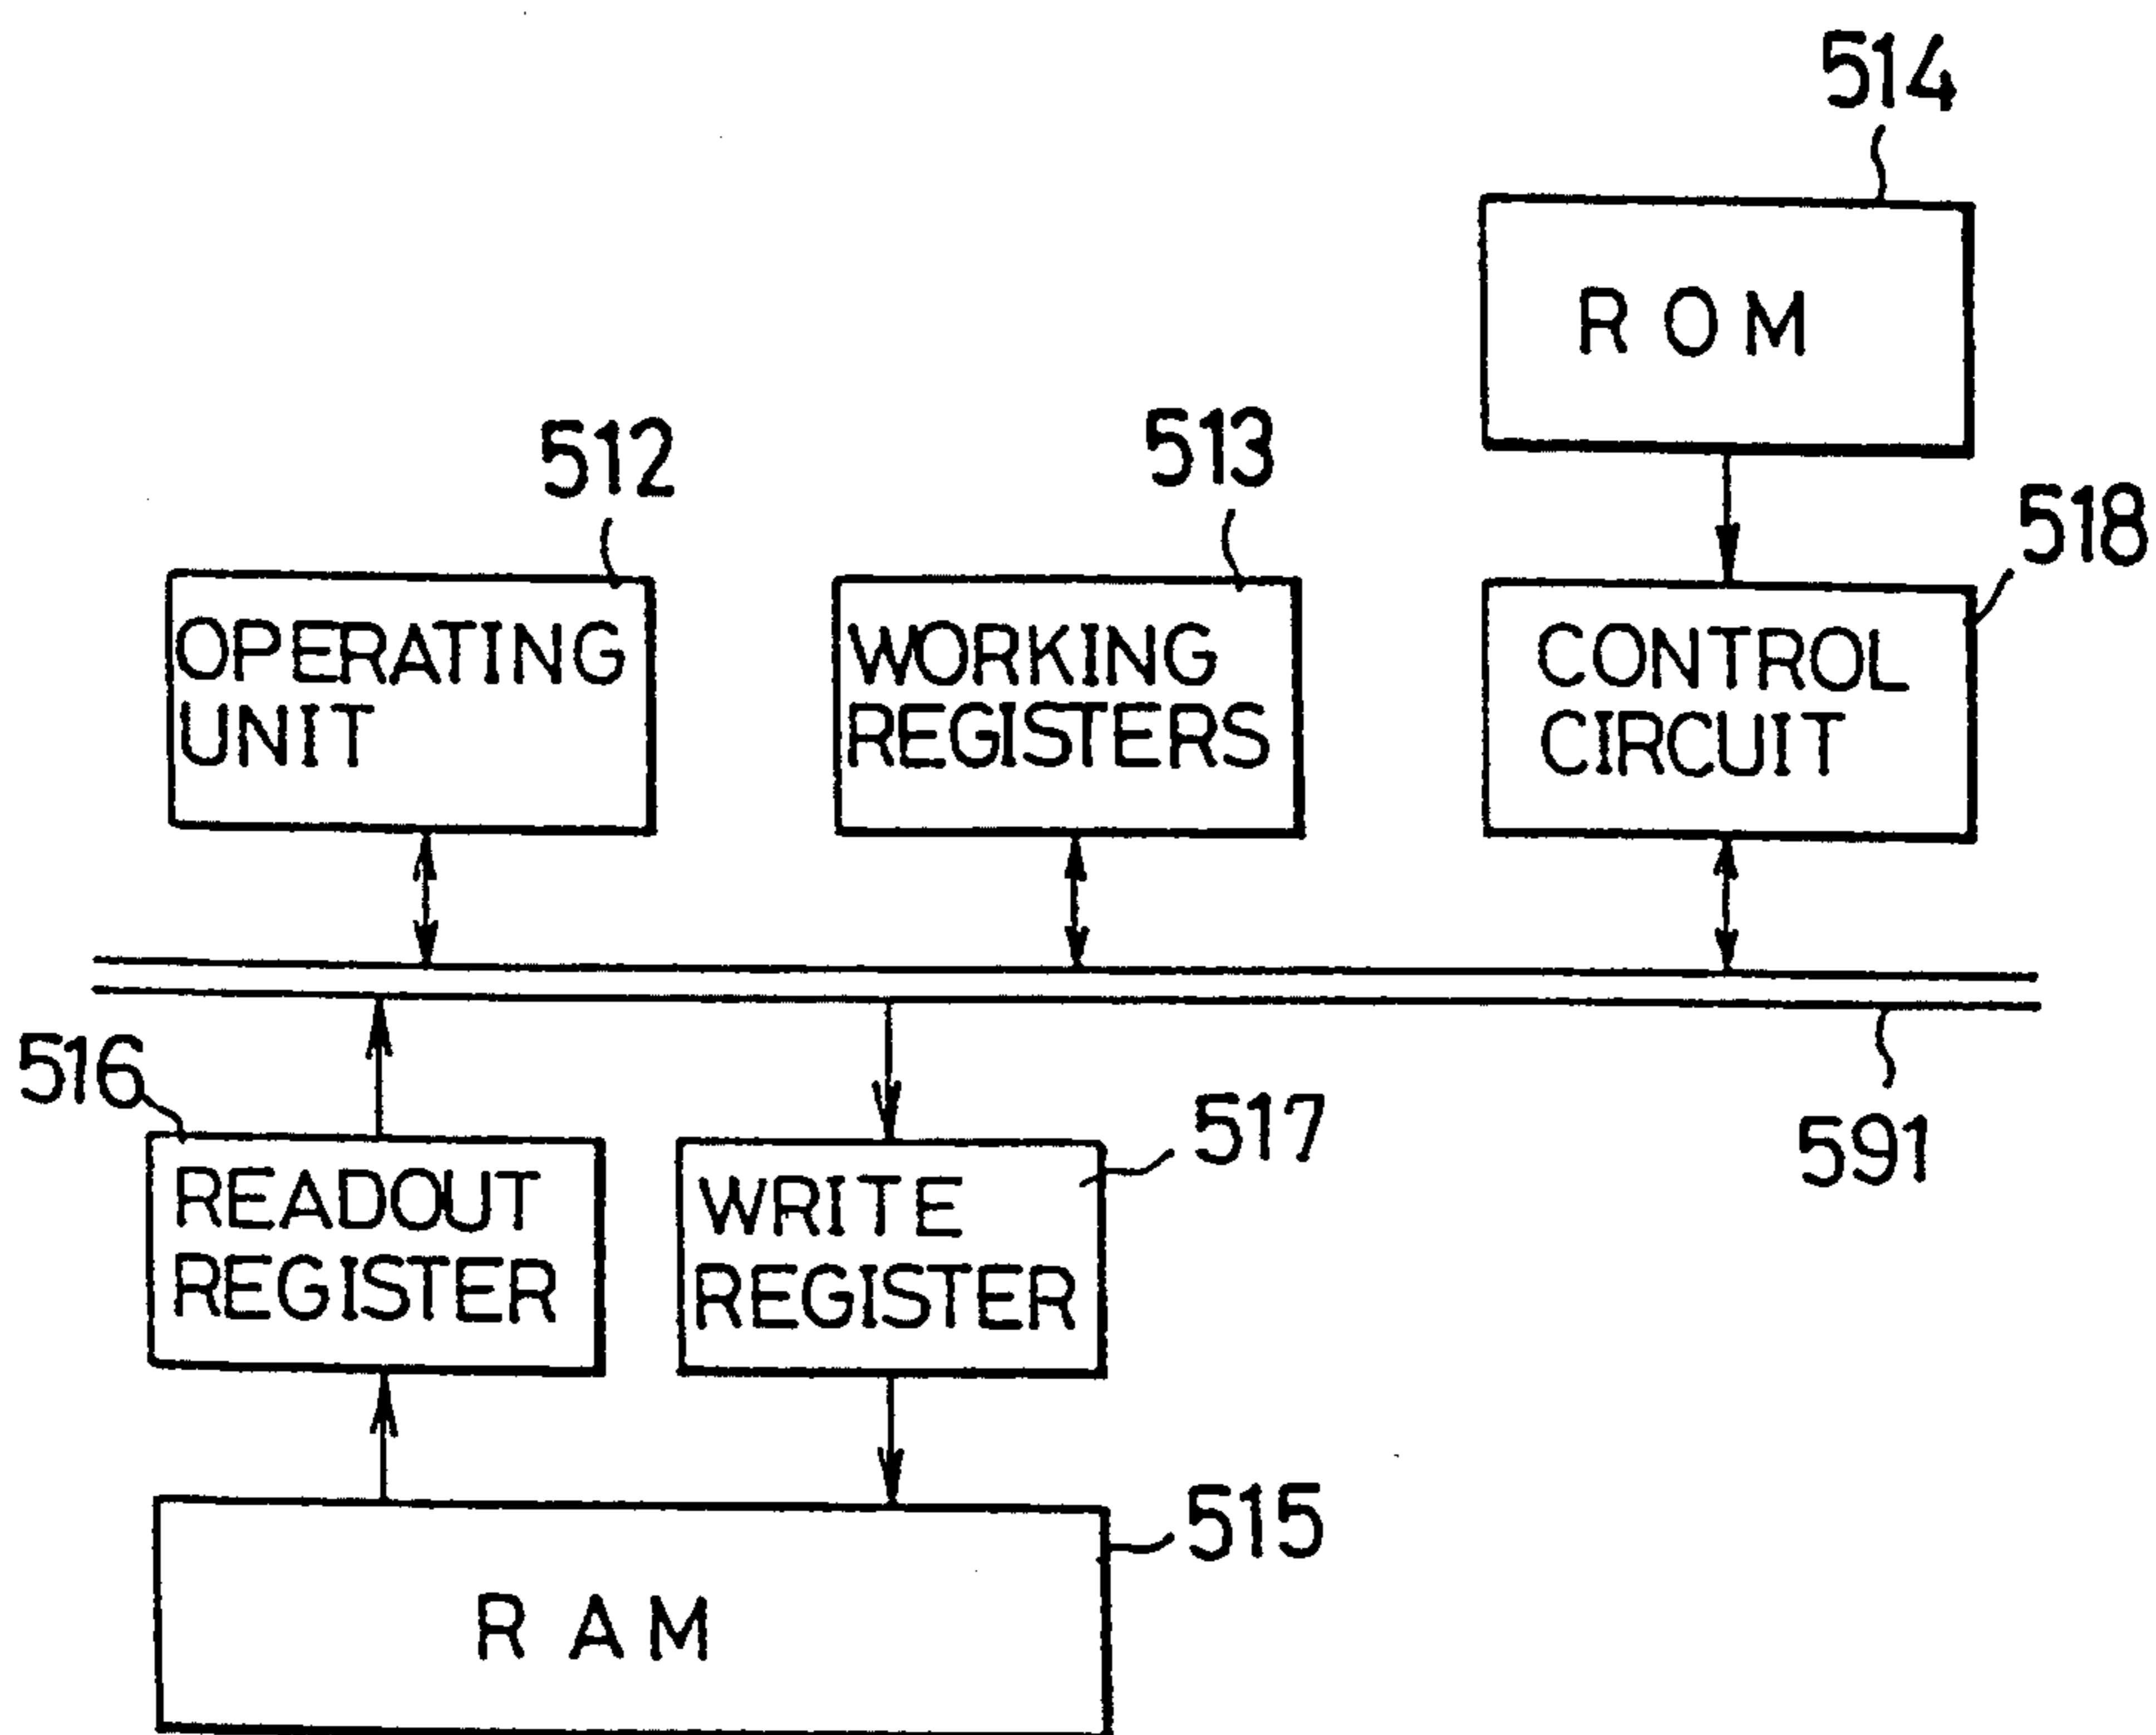 514
ROM
512
513
518
OPERATING
UNIT
WORKING
REGISTERS
CONTROL
CIRCUIT
516
517
591
READOUT
REGISTER
WRITE
REGISTER
515
RAM